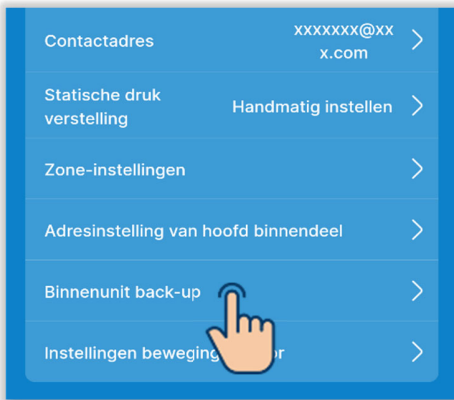 Contactadres
xxxxxxx@xx
x.com
Statische druk
verstelling
Handmatig instellen
Zone-instellingen
Adresinstelling van hoofd binnendeel
Binnenunit back-up
Instellingen